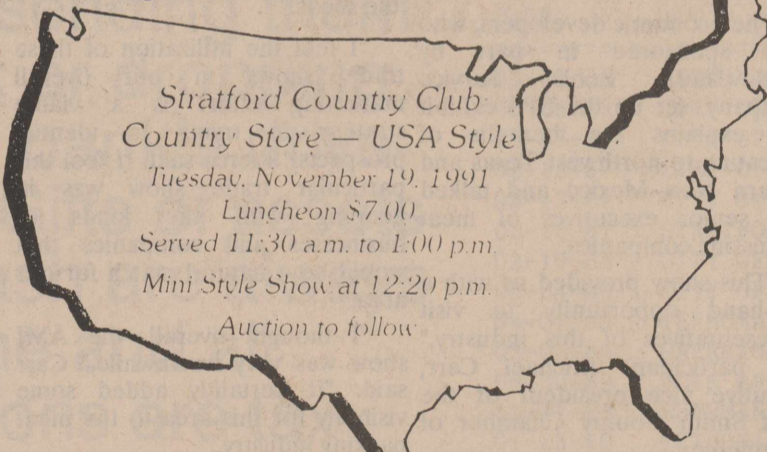 Stratford Country Club
Country Store — USA Style
Tuesday, November 19, 1991
Luncheon $7.00
Served 11:30 a.m. to 1:00 p.m.
Mini Style Show at 12:20 p.m.
Auction to follow